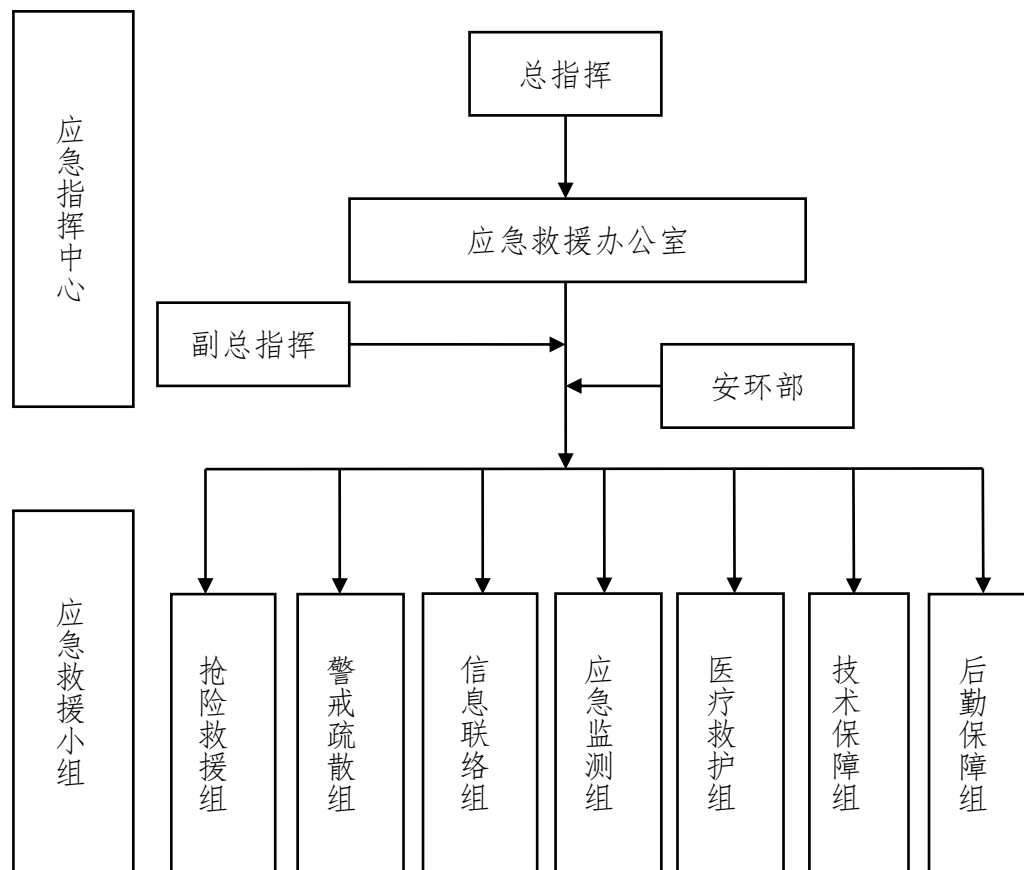 应急指挥中心
总指挥
应急救援办公室
副总指挥
安环部
应急救援小组
抢险救援组
警戒疏散组
信息联络组
应急监测组
医疗救护组
技术保障组
后勤保障组